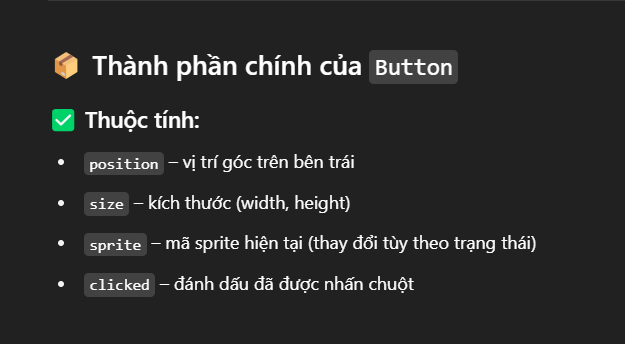 📦 Thành phần chính của Button
✅ Thuộc tính:
• position – vị trí góc trên bên trái
• size – kích thước (width, height)
• sprite – mã sprite hiện tại (thay đổi tùy theo trạng thái)
• clicked – đánh dấu đã được nhấn chuột